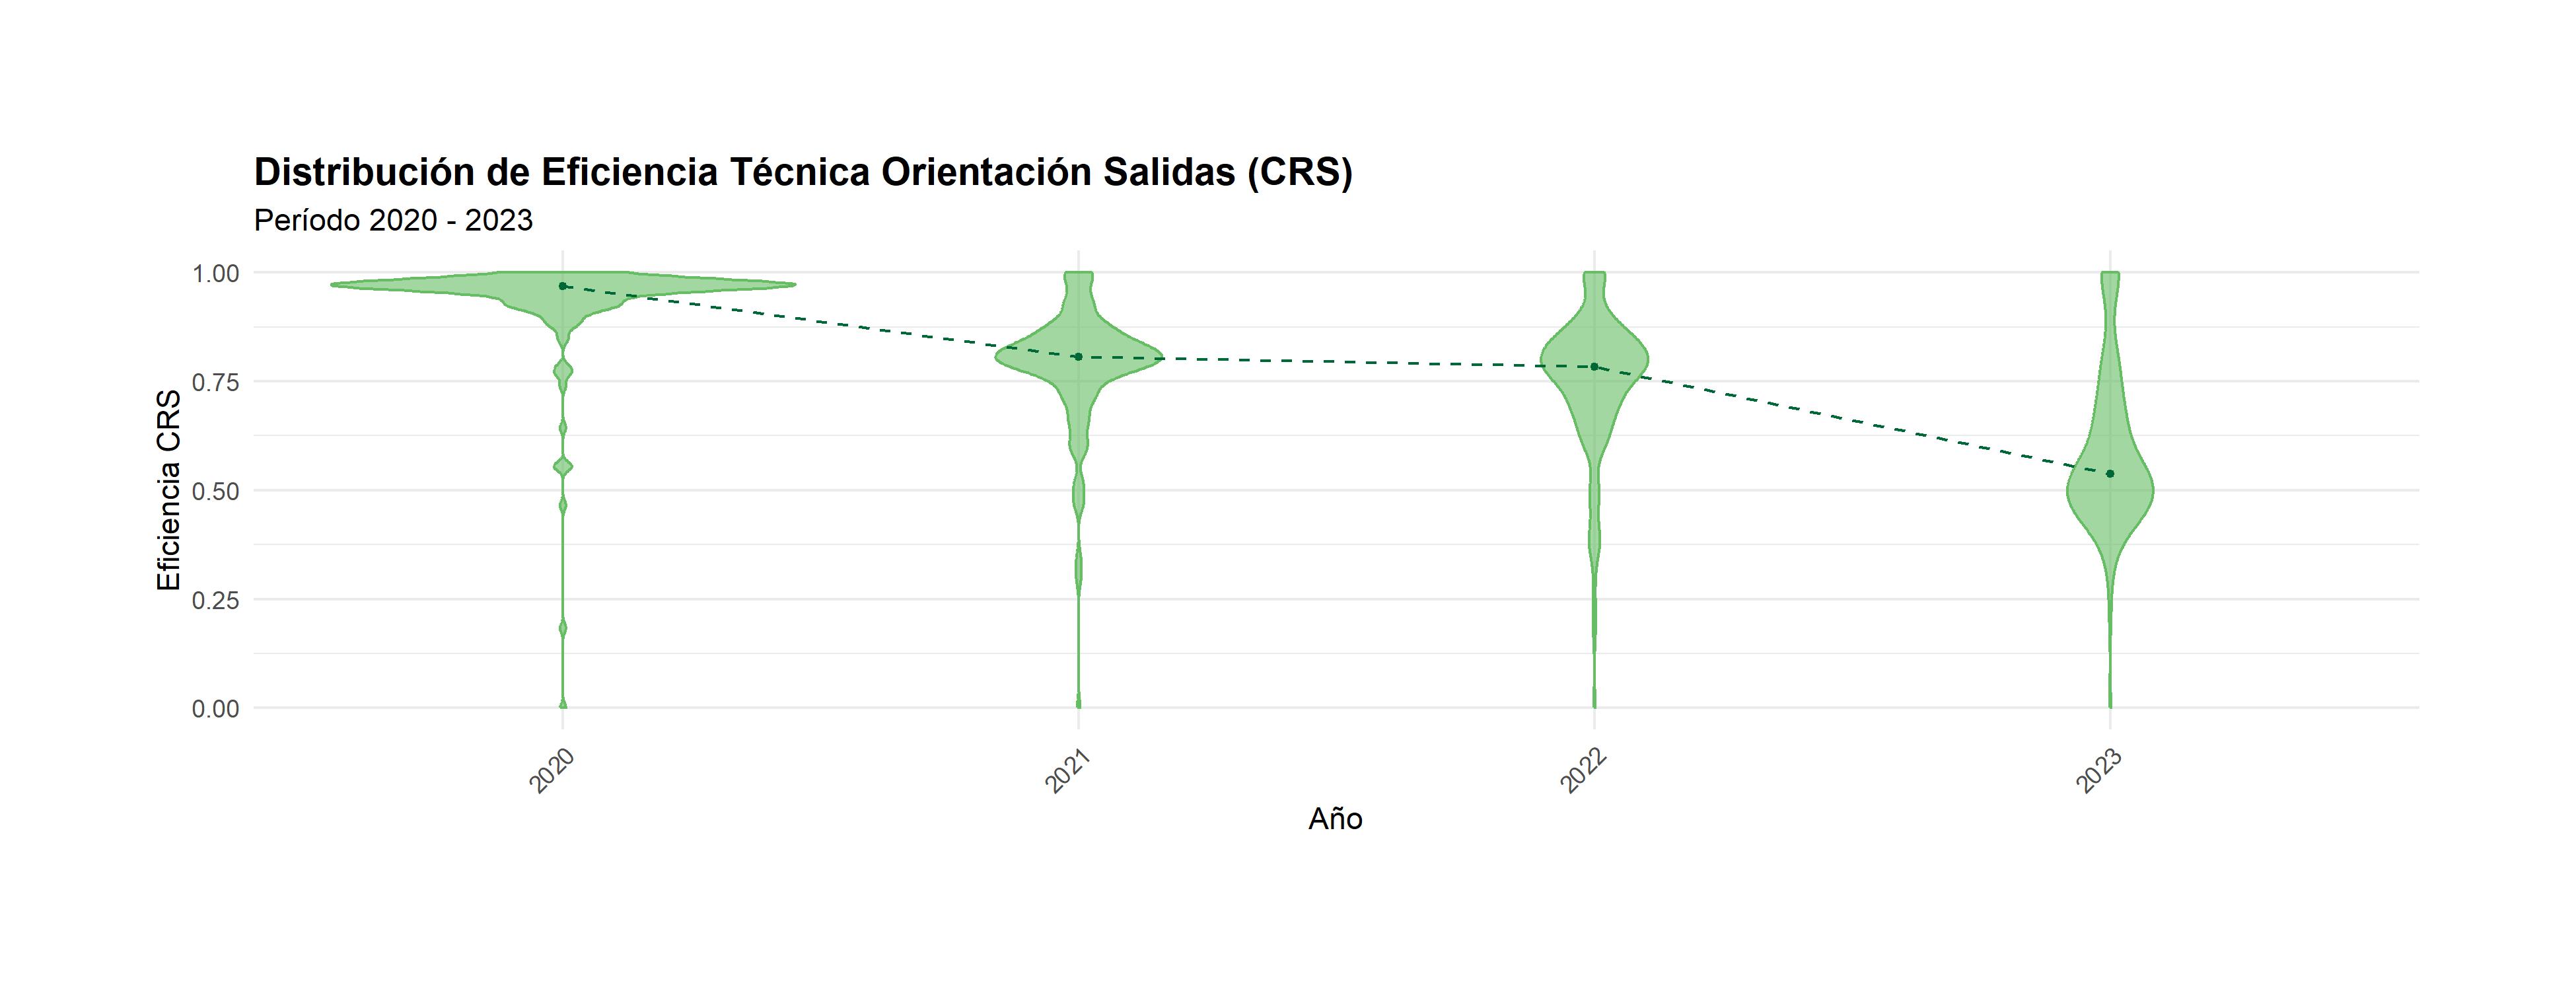 Distribución de Eficiencia Técnica Orientación Salidas (CRS)
Período 2020 - 2023
Eficiencia CRS
1.00
0.75
0.50
0.25
0.00
2020
2021
2022
2023
Año